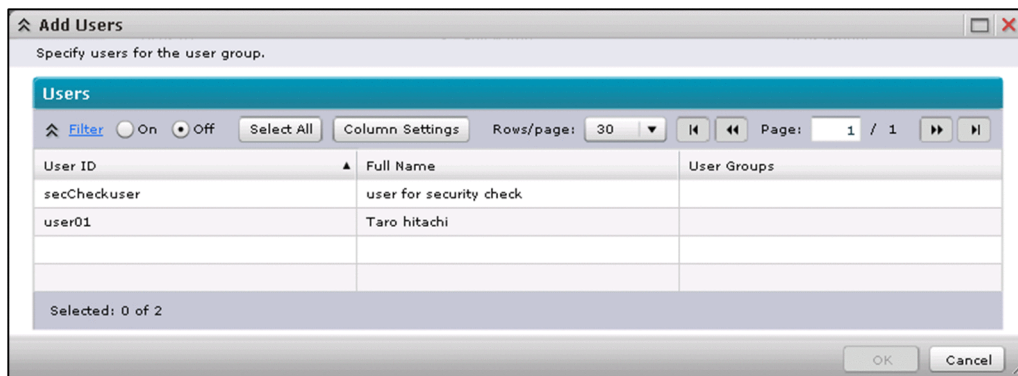 Add Users
Specify users for the user group.
Users
Filter On Off Select All Column Settings Rows/page: 30 Page: 1 / 1
User ID Full Name User Groups
secCheckuser user for security check
user01 Taro hitachi
Selected: 0 of 2
OK Cancel